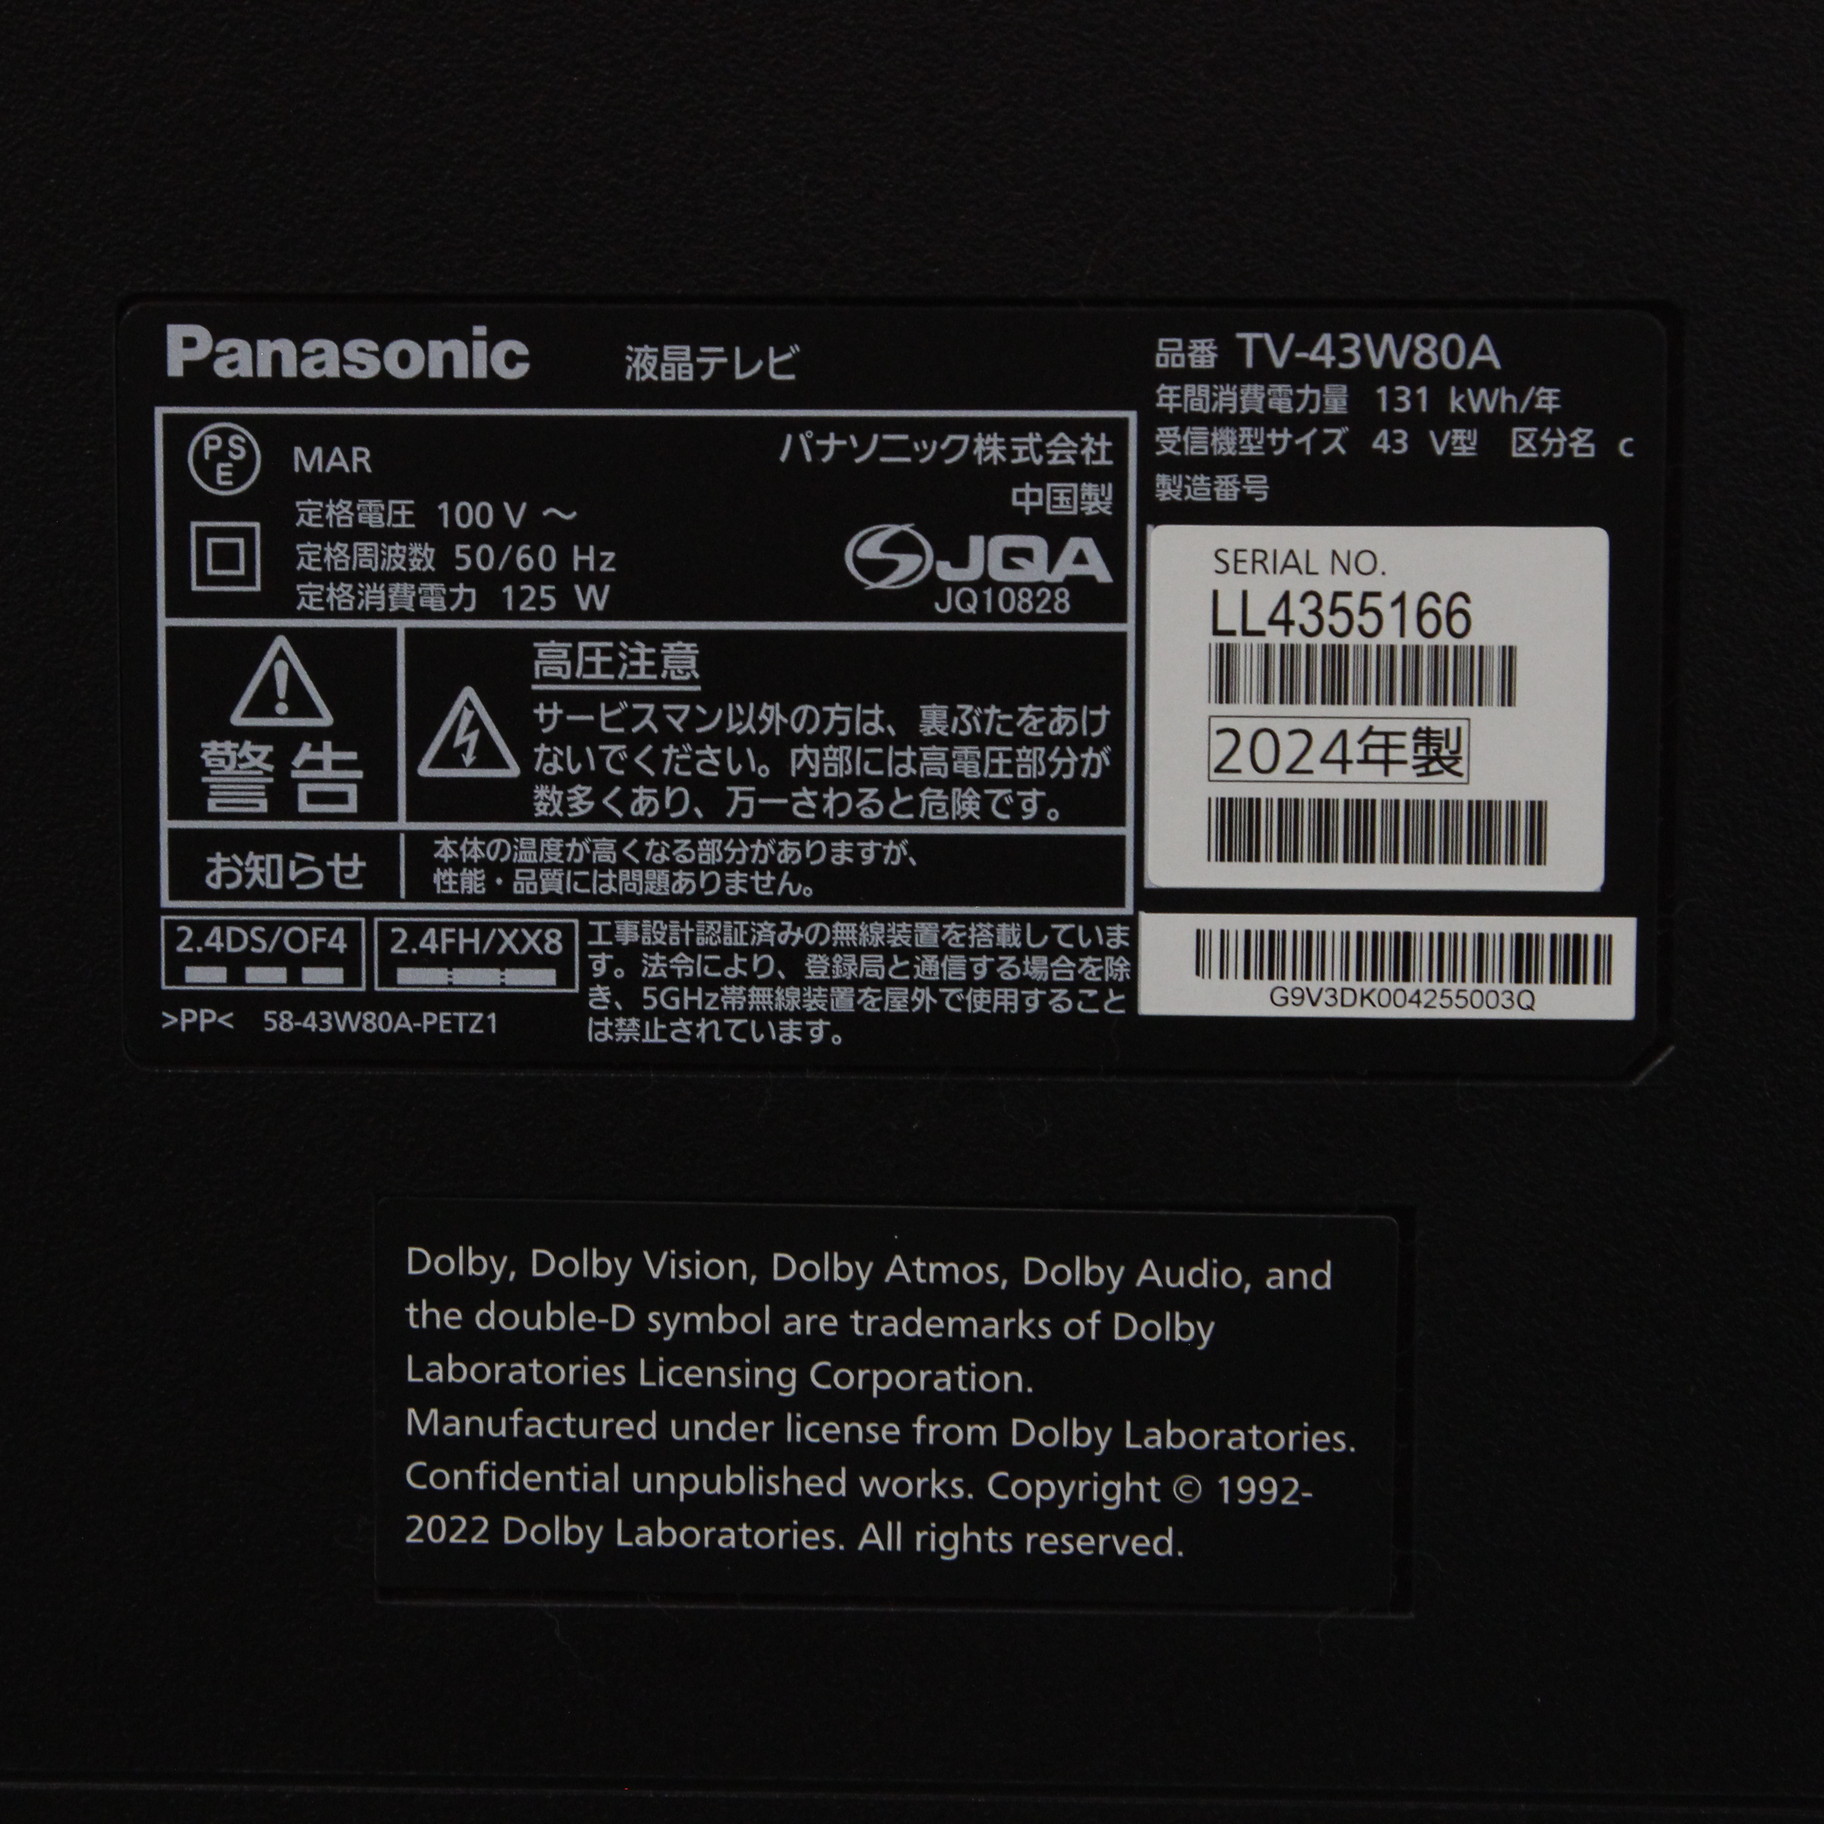 Panasonic 液晶テレビ
品番 TV-43W80A
年間消費電力量 131 kWh/年
受信機型サイズ 43 V型 区分名 c
製造番号
PSE MAR
パナソニック株式会社
中国製
定格電圧 100 V ～
定格周波数 50/60 Hz
定格消費電力 125 W
JQA
JQ10828
SERIAL NO.
LL4355166
2024年製
警告
高圧注意
サービスマン以外の方は、裏ぶたをあけ
ないでください。内部には高電圧部分が
数多くあり、万一さわると危険です。
お知らせ
本体の温度が高くなる部分がありますが、
性能・品質には問題ありません。
2.4DS/OF4
2.4FH/XX8
工事設計認証済みの無線装置を搭載していま
す。法令により、登録局と通信する場合を除
き、5GHz帯無線装置を屋外で使用すること
は禁止されています。
>PP< 58-43W80A-PETZ1
G9V3DK004255003Q
Dolby, Dolby Vision, Dolby Atmos, Dolby Audio, and
the double-D symbol are trademarks of Dolby
Laboratories Licensing Corporation.
Manufactured under license from Dolby Laboratories.
Confidential unpublished works. Copyright © 1992-
2022 Dolby Laboratories. All rights reserved.